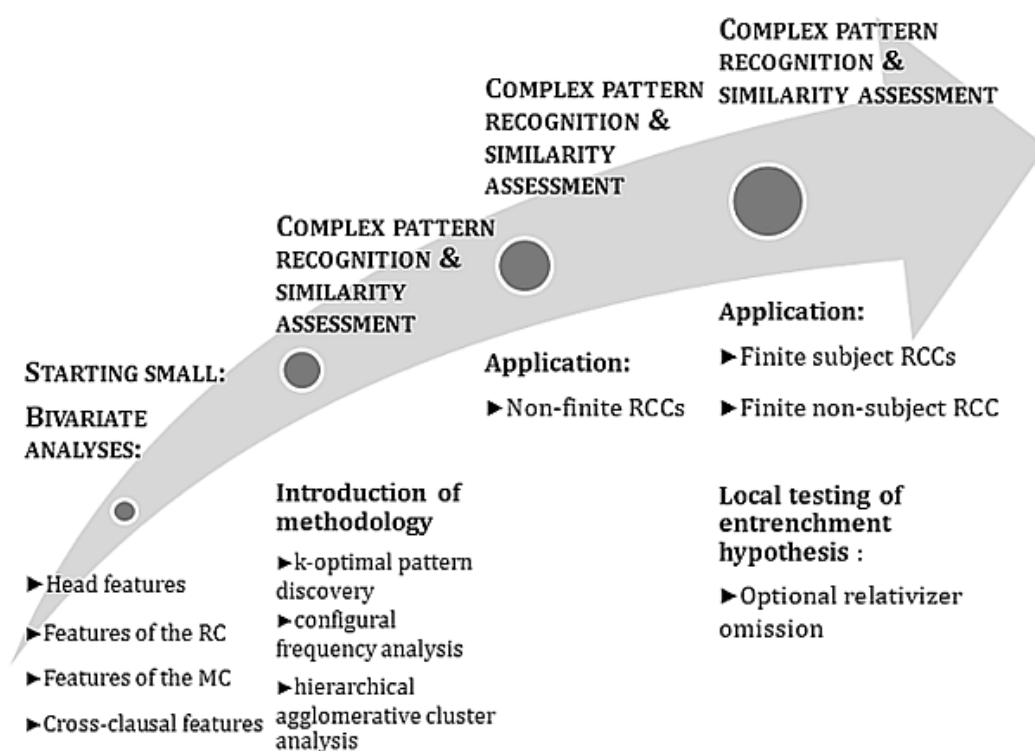 STARTING SMALL:
BIVARIATE
ANALYSES:
►Head features
►Features of the RC
►Features of the MC
►Cross-clausal features
COMPLEX PATTERN
RECOGNITION &
SIMILARITY
ASSESSMENT
Introduction of
methodology
►k-optimal pattern
discovery
►configural
frequency analysis
►hierarchical
agglomerative cluster
analysis
COMPLEX PATTERN
RECOGNITION &
SIMILARITY
ASSESSMENT
Application:
►Non-finite RCCs
COMPLEX PATTERN
RECOGNITION &
SIMILARITY ASSESSMENT
Application:
►Finite subject RCCs
►Finite non-subject RCC
Local testing of
entrenchment
hypothesis :
►Optional relativizer
omission